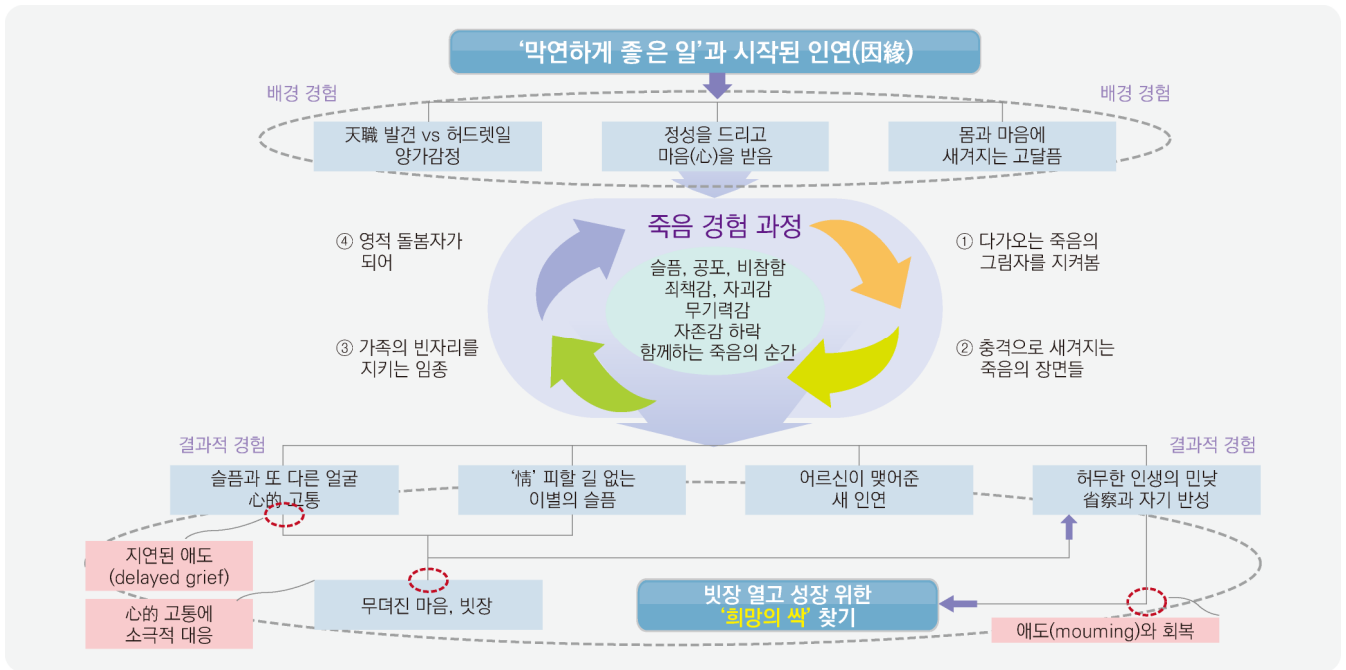 ‘막연하게 좋은 일’과 시작된 인연(因緣)
배경 경험
배경 경험
天職 발견 vs 허드렛일
양가감정
정성을 드리고
마음(心)을 받음
몸과 마음에
새겨지는 고달픔
죽음 경험 과정
④ 영적 돌봄자가
되어
① 다가오는 죽음의
그림자를 지켜봄
슬픔, 공포, 비참함
죄책감, 자괴감
무기력감
자존감 하락
함께하는 죽음의 순간
③ 가족의 빈자리를
지키는 임종
② 충격으로 새겨지는
죽음의 장면들
결과적 경험
결과적 경험
슬픔과 또 다른 얼굴
心的 고통
‘情’ 피할 길 없는
이별의 슬픔
어르신이 맺어준
새 인연
허무한 인생의 민낯
省察과 자기 반성
지연된 애도
(delayed grief)
心的 고통에
소극적 대응
무뎌진 마음, 빗장
빗장 열고 성장 위한
‘희망의 싹’ 찾기
애도(mouming)와 회복